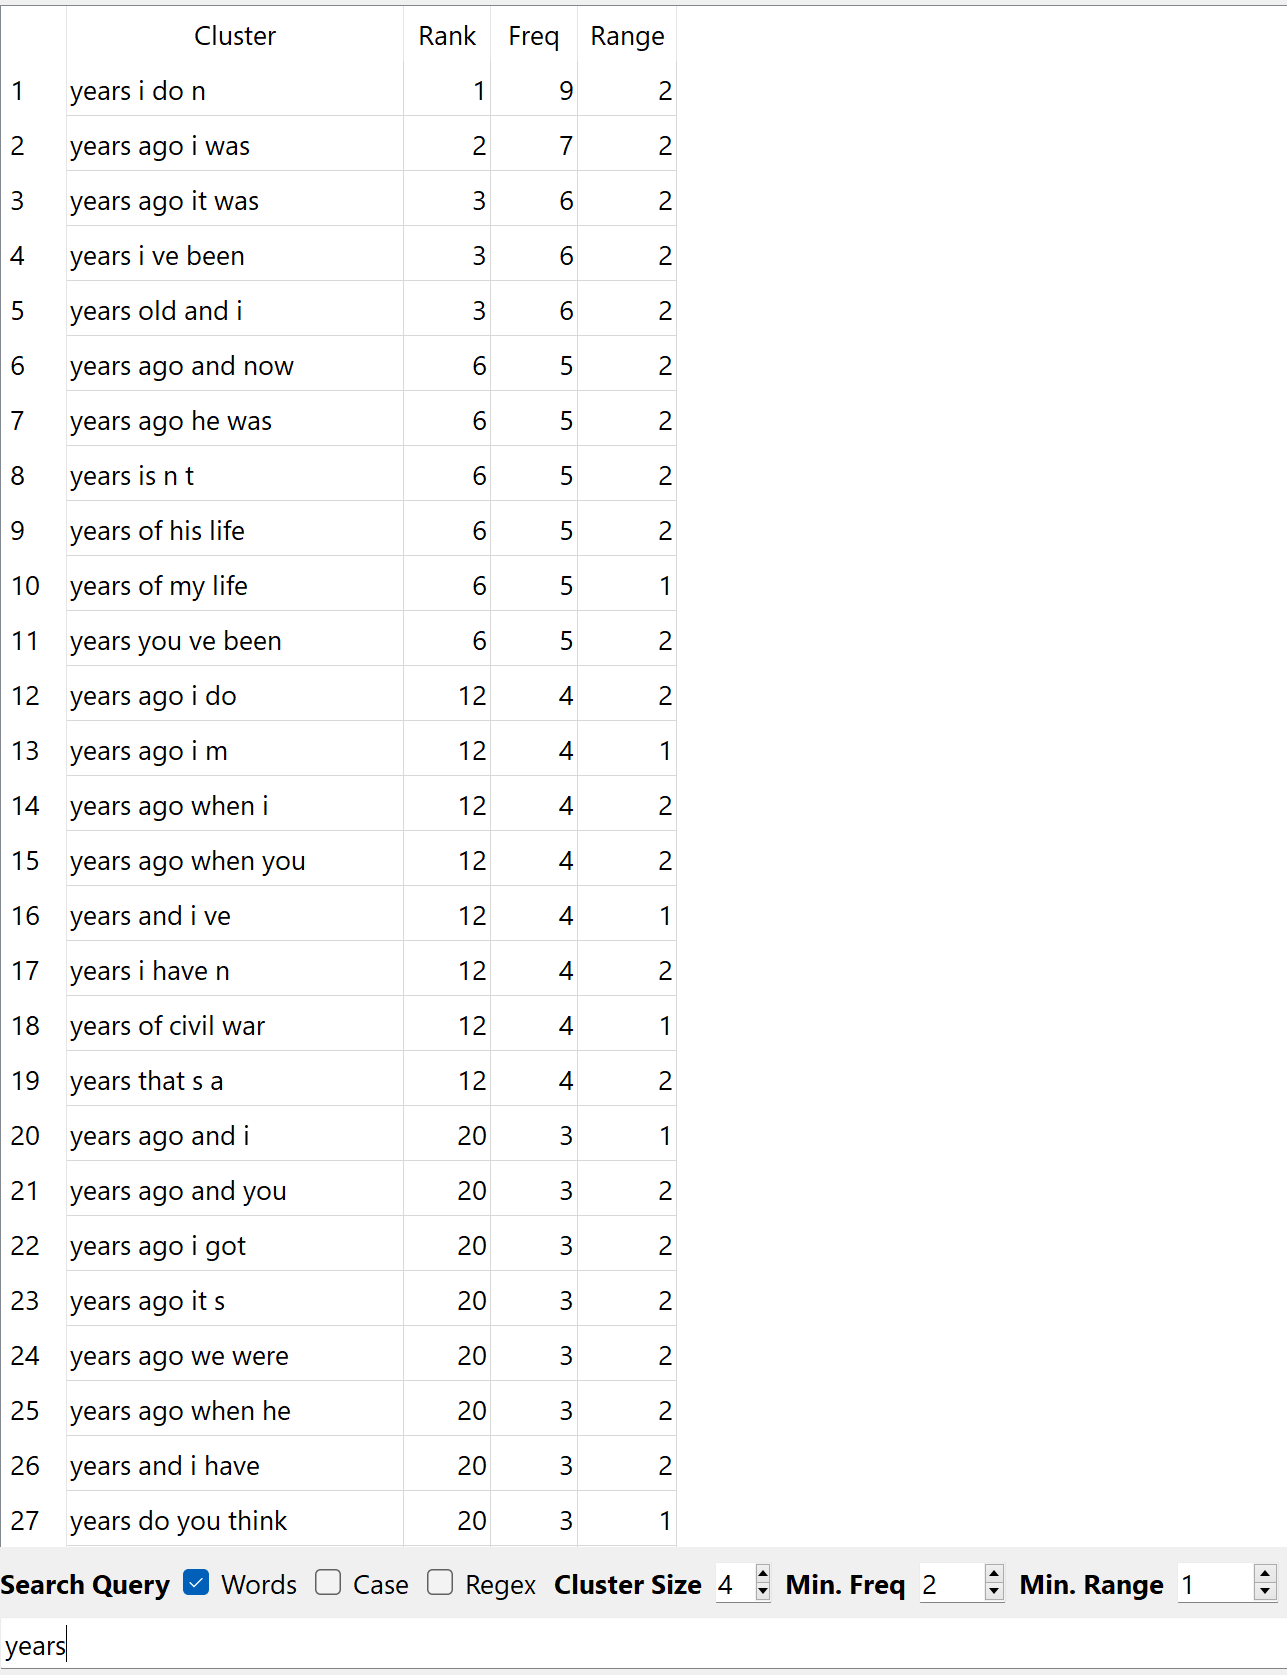 Cluster Rank Freq Range
1 years i do n 1 9 2
2 years ago i was 2 7 2
3 years ago it was 3 6 2
4 years i ve been 3 6 2
5 years old and i 3 6 2
6 years ago and now 6 5 2
7 years ago he was 6 5 2
8 years is n t 6 5 2
9 years of his life 6 5 2
10 years of my life 6 5 1
11 years you ve been 6 5 2
12 years ago i do 12 4 2
13 years ago i m 12 4 1
14 years ago when i 12 4 2
15 years ago when you 12 4 2
16 years and i ve 12 4 1
17 years i have n 12 4 2
18 years of civil war 12 4 1
19 years that s a 12 4 2
20 years ago and i 20 3 1
21 years ago and you 20 3 2
22 years ago i got 20 3 2
23 years ago it s 20 3 2
24 years ago we were 20 3 2
25 years ago when he 20 3 2
26 years and i have 20 3 2
27 years do you think 20 3 1
Search Query Words Case Regex Cluster Size 4 Min. Freq 2 Min. Range 1
years